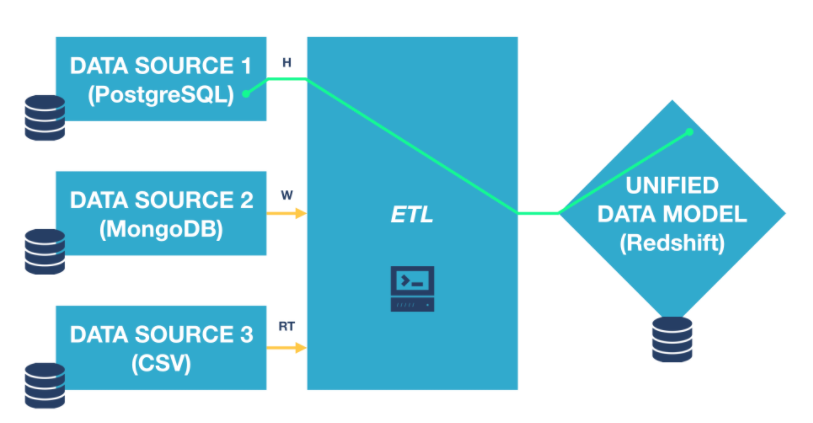 DATA SOURCE 1
(PostgreSQL)
H
DATA SOURCE 2
(MongoDB)
W
DATA SOURCE 3
(CSV)
RT
ETL
UNIFIED
DATA MODEL
(Redshift)